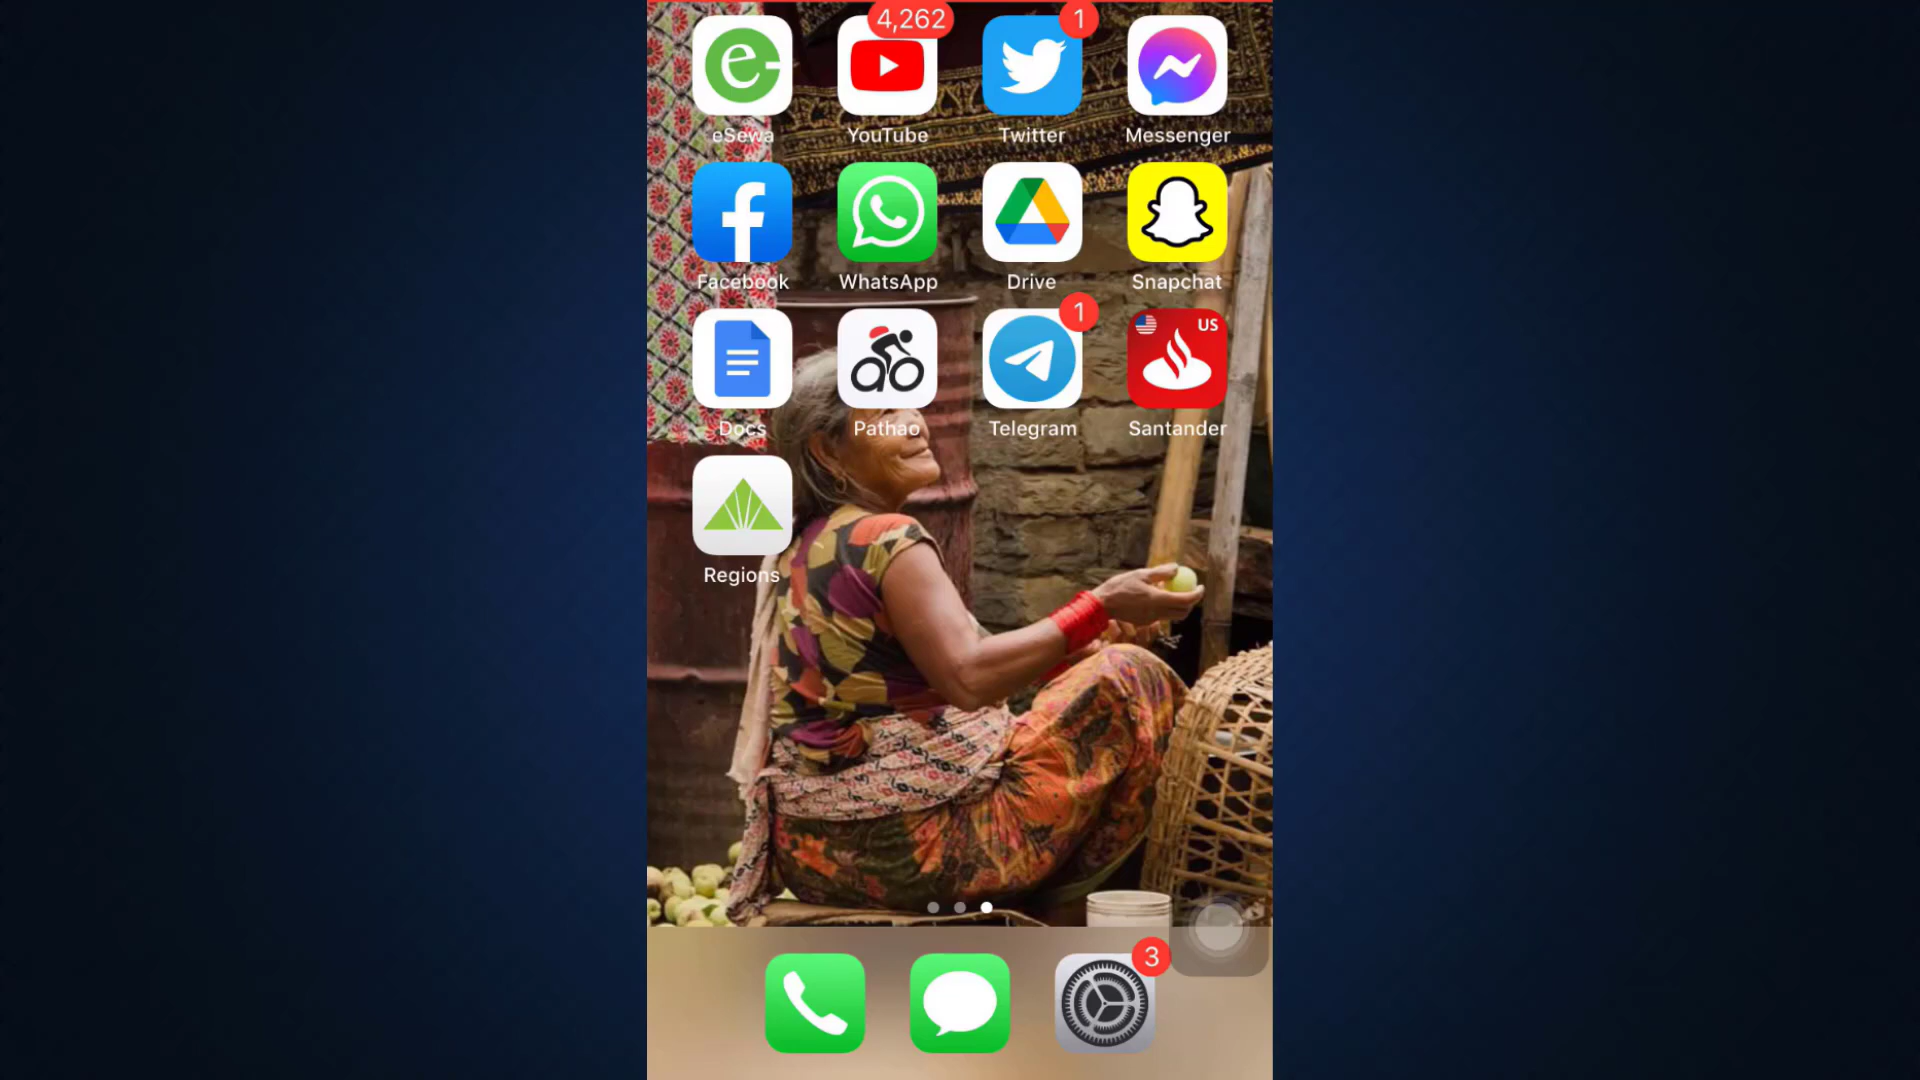 4,262
1
eSewa
YouTube
Twitter
Messenger
Facebook
WhatsApp
Drive
Snapchat
1
US
Docs
Pathao
Telegram
Santander
Regions
3